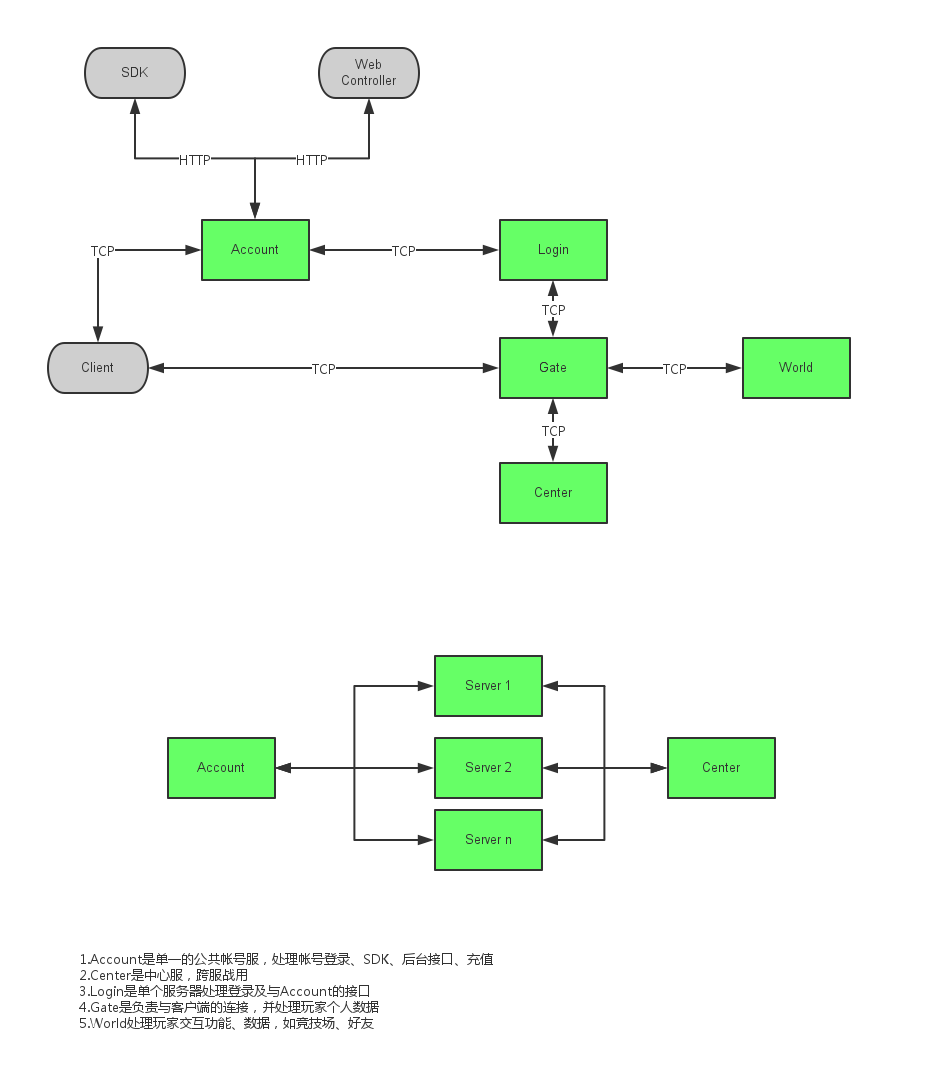 SDK
Web
Controller
HTTP
HTTP
Account
TCP
Login
TCP
TCP
Client
TCP
Gate
TCP
World
TCP
Center
Server 1
Account
Server 2
Center
Server n
1.Account是单一的公共帐号服，处理帐号登录、SDK、后台接口、充值
2.Center是中心服，跨服战用
3.Login是单个服务器处理登录及与Account的接口
4.Gate是负责与客户端的连接，并处理玩家个人数据
5.World处理玩家交互功能、数据，如竞技场、好友